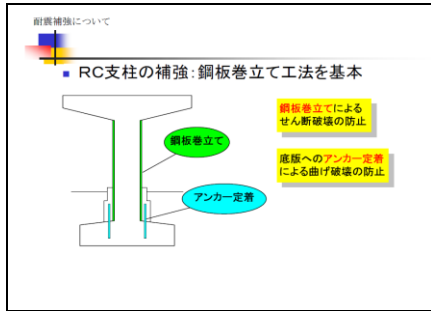 耐震補強について
RC支柱の補強:鋼板巻立て工法を基本
鋼板巻立てによる
せん断破壊の防止
鋼板巻立て
底版へのアンカー定着
による曲げ破壊の防止
アンカー定着